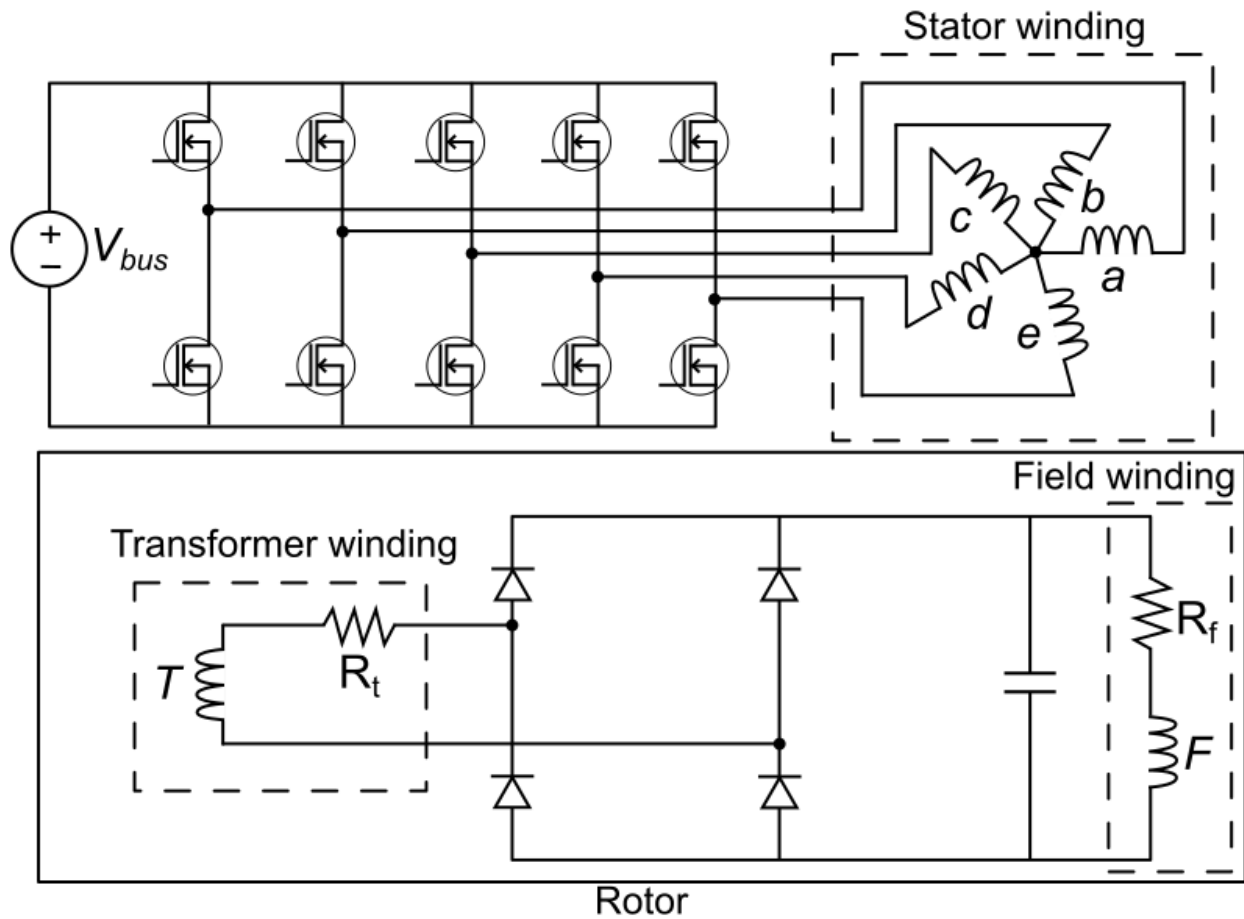 Stator winding
+
−
V_bus
c
b
a
d
e
Field winding
Transformer winding
T
R_t
R_f
F
Rotor